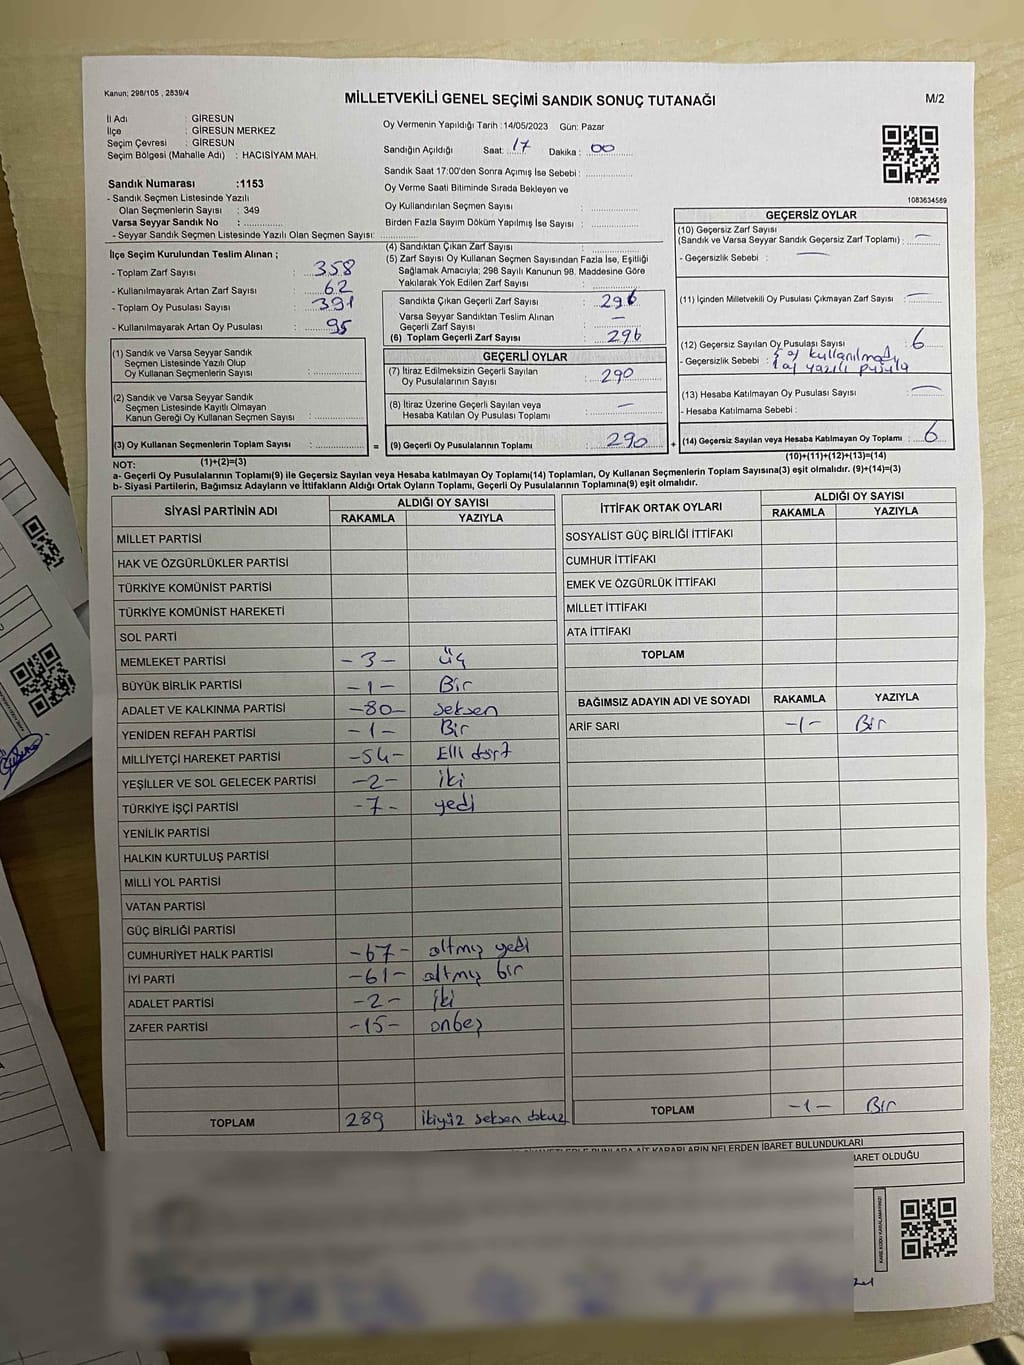 Kanun; 298/105 , 2839/4
MİLLETVEKİLİ GENEL SEÇİMİ SANDIK SONUÇ TUTANAĞI
M/2
İl Adı : GİRESUN
İlçe : GİRESUN MERKEZ
Seçim Çevresi : GİRESUN
Seçim Bölgesi (Mahalle Adı) : HACISİYAM MAH.
Sandık Numarası :1153
- Sandık Seçmen Listesinde Yazılı
Olan Seçmenlerin Sayısı : 349
Varsa Seyyar Sandık No :
- Seyyar Sandık Seçmen Listesinde Yazılı Olan Seçmen Sayısı:
Oy Vermenin Yapıldığı Tarih :14/05/2023 Gün: Pazar
Sandığın Açıldığı Saat: 17 Dakika : 00
Sandık Saat 17:00'den Sonra Açımış İse Sebebi :
Oy Verme Saati Bitiminde Sırada Bekleyen ve
Oy Kullandırılan Seçmen Sayısı :
Birden Fazla Sayım Döküm Yapılmış İse Sayısı :
1083634589
İlçe Seçim Kurulundan Teslim Alınan ;
- Toplam Zarf Sayısı : 358
- Kullanılmayarak Artan Zarf Sayısı : 62
- Toplam Oy Pusulası Sayısı : 391
- Kullanılmayarak Artan Oy Pusulası : 95
(4) Sandıktan Çıkan Zarf Sayısı :
(5) Zarf Sayısı Oy Kullanan Seçmen Sayısından Fazla İse, Eşitliği
Sağlamak Amacıyla; 298 Sayılı Kanunun 98. Maddesine Göre
Yakılarak Yok Edilen Zarf Sayısı :
Sandıkta Çıkan Geçerli Zarf Sayısı : 296
Varsa Seyyar Sandıktan Teslim Alınan
Geçerli Zarf Sayısı : —
(6) Toplam Geçerli Zarf Sayısı : 296
GEÇERSİZ OYLAR
(10) Geçersiz Zarf Sayısı
(Sandık ve Varsa Seyyar Sandık Geçersiz Zarf Toplamı) : —
- Geçersizlik Sebebi : —
(11) İçinden Milletvekili Oy Pusulası Çıkmayan Zarf Sayısı : —
(12) Geçersiz Sayılan Oy Pusulası Sayısı : 6
- Geçersizlik Sebebi : 5 oy kullanılmadı
1 oy yazılı pusula
(13) Hesaba Katılmayan Oy Pusulası Sayısı : —
- Hesaba Katılmama Sebebi :
(14) Geçersiz Sayılan veya Hesaba Katılmayan Oy Toplamı : 6
(10)+(11)+(12)+(13)=(14)
(1) Sandık ve Varsa Seyyar Sandık
Seçmen Listesinde Yazılı Olup
Oy Kullanan Seçmenlerin Sayısı :
(2) Sandık ve Varsa Seyyar Sandık
Seçmen Listesinde Kayıtlı Olmayan
Kanun Gereği Oy Kullanan Seçmen Sayısı :
(3) Oy Kullanan Seçmenlerin Toplam Sayısı : =
(1)+(2)=(3)
GEÇERLİ OYLAR
(7) İtiraz Edilmeksizin Geçerli Sayılan
Oy Pusulalarının Sayısı : 290
(8) İtiraz Üzerine Geçerli Sayılan veya
Hesaba Katılan Oy Pusulası Toplamı : —
(9) Geçerli Oy Pusulalarının Toplamı : 290 +
NOT:
a- Geçerli Oy Pusulalarının Toplamı(9) ile Geçersiz Sayılan veya Hesaba katılmayan Oy Toplamı(14) Toplamları, Oy Kullanan Seçmenlerin Toplam Sayısına(3) eşit olmalıdır. (9)+(14)=(3)
b- Siyasi Partilerin, Bağımsız Adayların ve İttifakların Aldığı Ortak Oyların Toplamı, Geçerli Oy Pusulalarının Toplamına(9) eşit olmalıdır.
SİYASİ PARTİNİN ADI ALDIĞI OY SAYISI
RAKAMLA YAZIYLA
MİLLET PARTİSİ
HAK VE ÖZGÜRLÜKLER PARTİSİ
TÜRKİYE KOMÜNİST PARTİSİ
TÜRKİYE KOMÜNİST HAREKETİ
SOL PARTİ
MEMLEKET PARTİSİ -3- üç
BÜYÜK BİRLİK PARTİSİ -1- Bir
ADALET VE KALKINMA PARTİSİ -80- seksen
YENİDEN REFAH PARTİSİ -1- Bir
MİLLİYETÇİ HAREKET PARTİSİ -54- Elli dört
YEŞİLLER VE SOL GELECEK PARTİSİ -2- iki
TÜRKİYE İŞÇİ PARTİSİ -7- yedi
YENİLİK PARTİSİ
HALKIN KURTULUŞ PARTİSİ
MİLLİ YOL PARTİSİ
VATAN PARTİSİ
GÜÇ BİRLİĞİ PARTİSİ
CUMHURİYET HALK PARTİSİ -67- altmış yedi
İYİ PARTİ -61- altmış bir
ADALET PARTİSİ -2- iki
ZAFER PARTİSİ -15- onbeş
TOPLAM 289 ikiyüz seksen dokuz
İTTİFAK ORTAK OYLARI ALDIĞI OY SAYISI
RAKAMLA YAZIYLA
SOSYALİST GÜÇ BİRLİĞİ İTTİFAKI
CUMHUR İTTİFAKI
EMEK VE ÖZGÜRLÜK İTTİFAKI
MİLLET İTTİFAKI
ATA İTTİFAKI
TOPLAM
BAĞIMSIZ ADAYIN ADI VE SOYADI RAKAMLA YAZIYLA
ARİF SARI -1- Bir
TOPLAM -1- Bir
KARARLARIN NELERDEN İBARET BULUNDUKLARI
BARET OLDUĞU